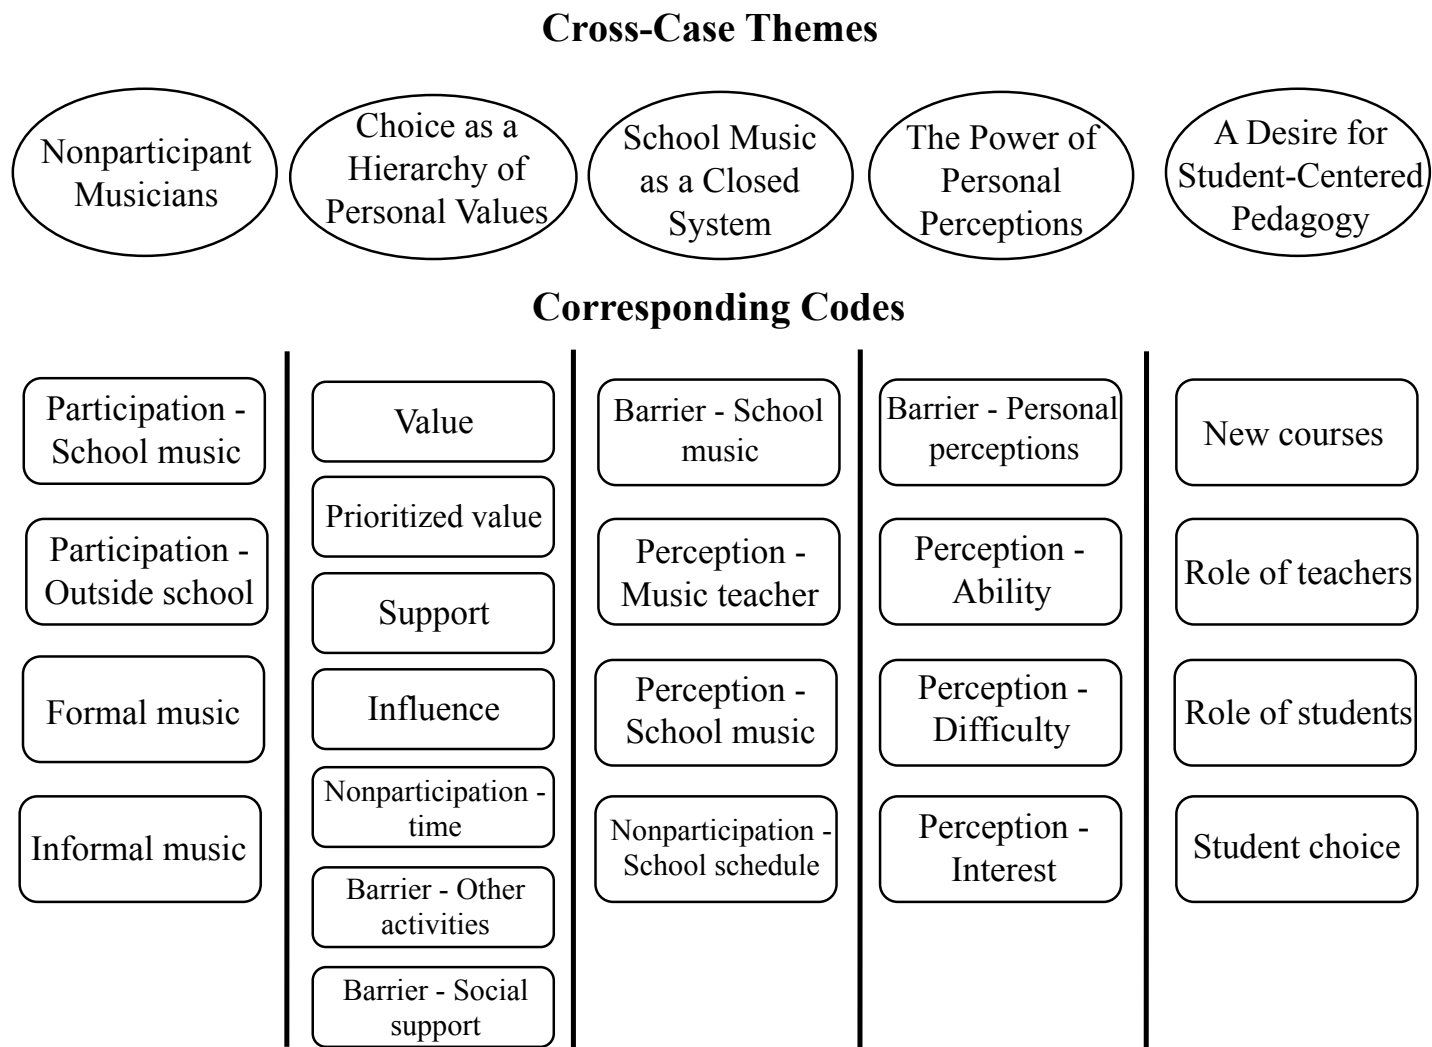 Cross-Case Themes
Nonparticipant
Musicians
Choice as a
Hierarchy of
Personal Values
School Music
as a Closed
System
The Power of
Personal
Perceptions
A Desire for
Student-Centered
Pedagogy
Corresponding Codes
Participation -
School music
Participation -
Outside school
Formal music
Informal music
Value
Prioritized value
Support
Influence
Nonparticipation -
time
Barrier - Other
activities
Barrier - Social
support
Barrier - School
music
Perception -
Music teacher
Perception -
School music
Nonparticipation -
School schedule
Barrier - Personal
perceptions
Perception -
Ability
Perception -
Difficulty
Perception -
Interest
New courses
Role of teachers
Role of students
Student choice